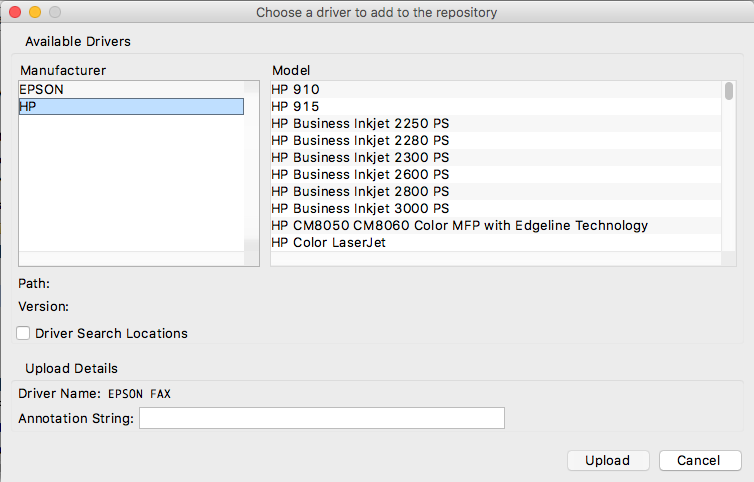 Choose a driver to add to the repository
Available Drivers
Manufacturer
EPSON
HP
Model
HP 910
HP 915
HP Business Inkjet 2250 PS
HP Business Inkjet 2280 PS
HP Business Inkjet 2300 PS
HP Business Inkjet 2600 PS
HP Business Inkjet 2800 PS
HP Business Inkjet 3000 PS
HP CM8050 CM8060 Color MFP with Edgeline Technology
HP Color LaserJet
Path:
Version:
Driver Search Locations
Upload Details
Driver Name: EPSON FAX
Annotation String:
Upload Cancel